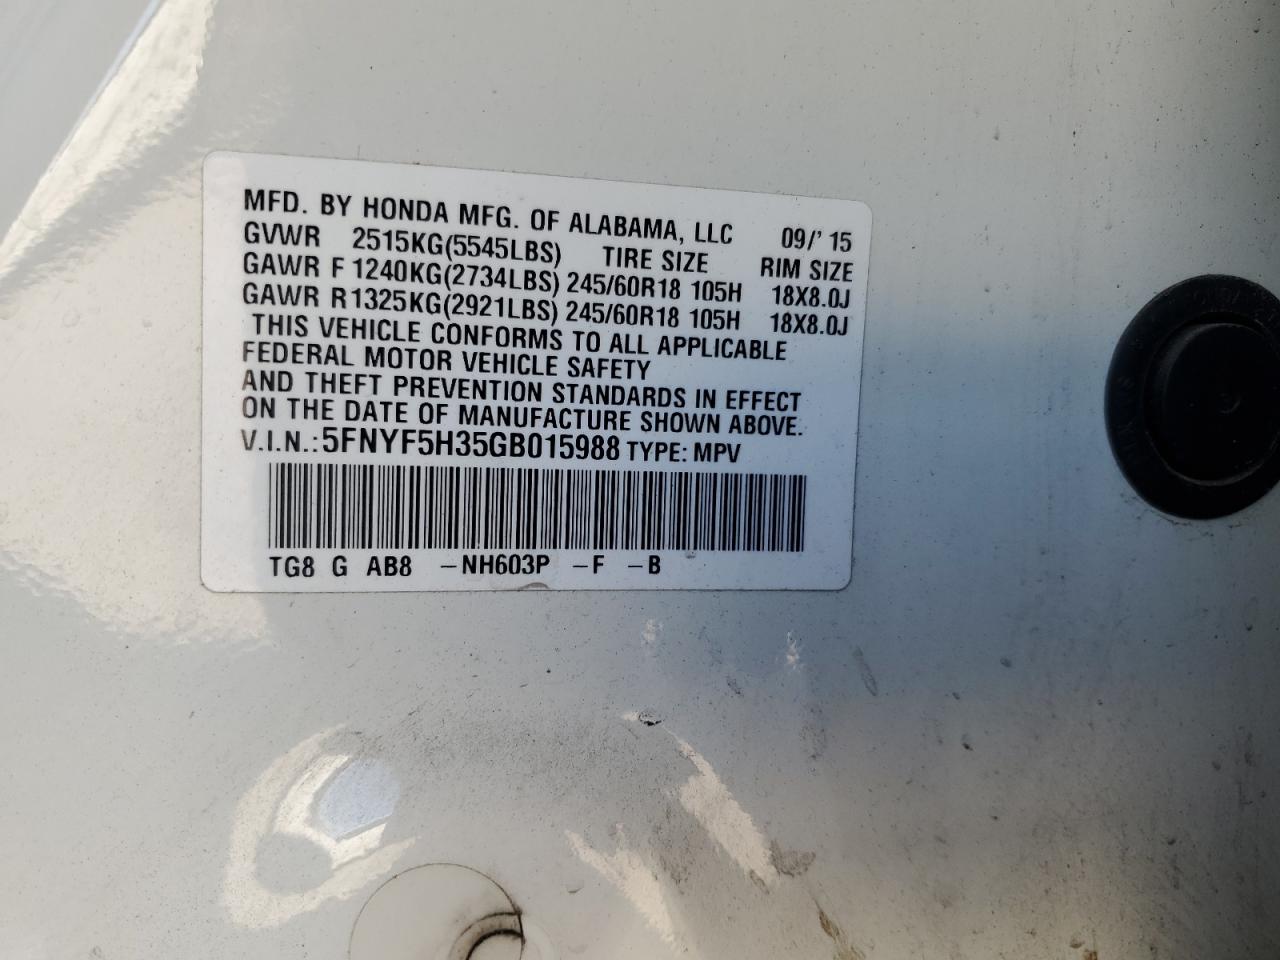 MFD. BY HONDA MFG. OF ALABAMA, LLC 09/' 15
GVWR 2515KG(5545LBS) TIRE SIZE RIM SIZE
GAWR F 1240KG(2734LBS) 245/60R18 105H 18X8.0J
GAWR R1325KG(2921LBS) 245/60R18 105H 18X8.0J
THIS VEHICLE CONFORMS TO ALL APPLICABLE
FEDERAL MOTOR VEHICLE SAFETY
AND THEFT PREVENTION STANDARDS IN EFFECT
ON THE DATE OF MANUFACTURE SHOWN ABOVE.
V.I.N.: 5FNYF5H35GB015988 TYPE: MPV
TG8 G AB8 -NH603P -F -B